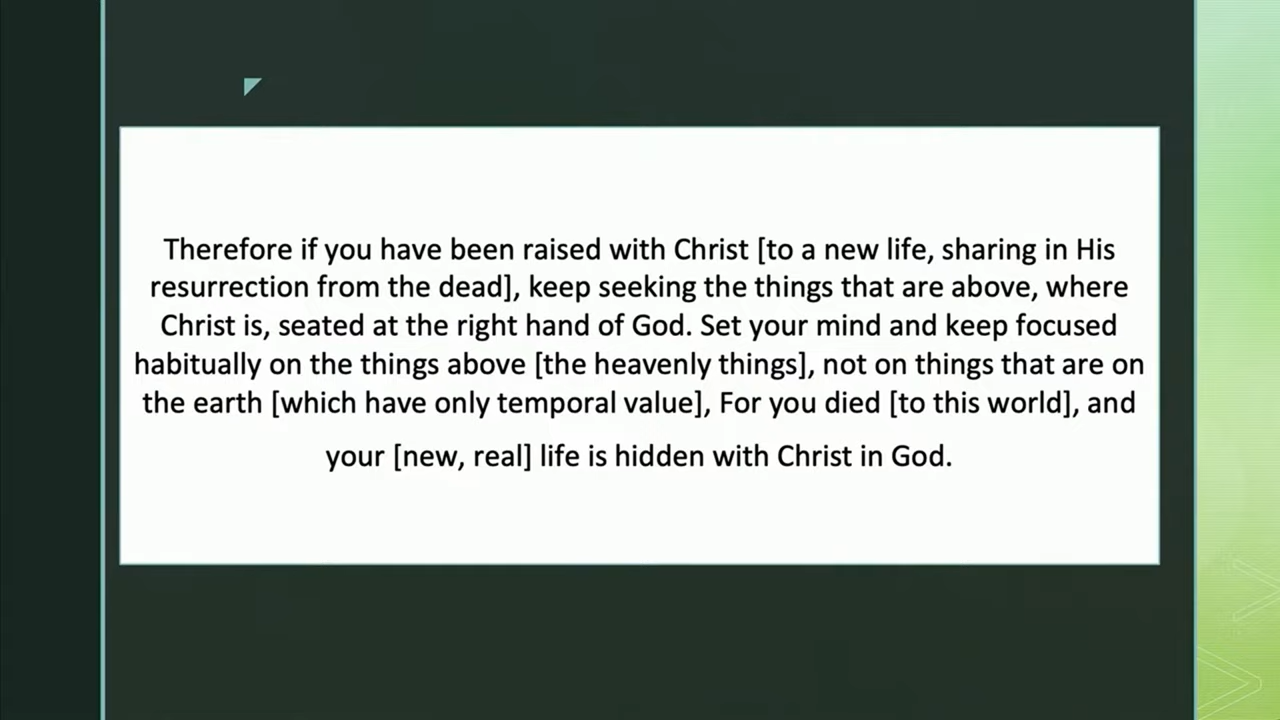 Therefore if you have been raised with Christ [to a new life, sharing in His
resurrection from the dead], keep seeking the things that are above, where
Christ is, seated at the right hand of God. Set your mind and keep focused
habitually on the things above [the heavenly things], not on things that are on
the earth [which have only temporal value], For you died [to this world], and
your [new, real] life is hidden with Christ in God.